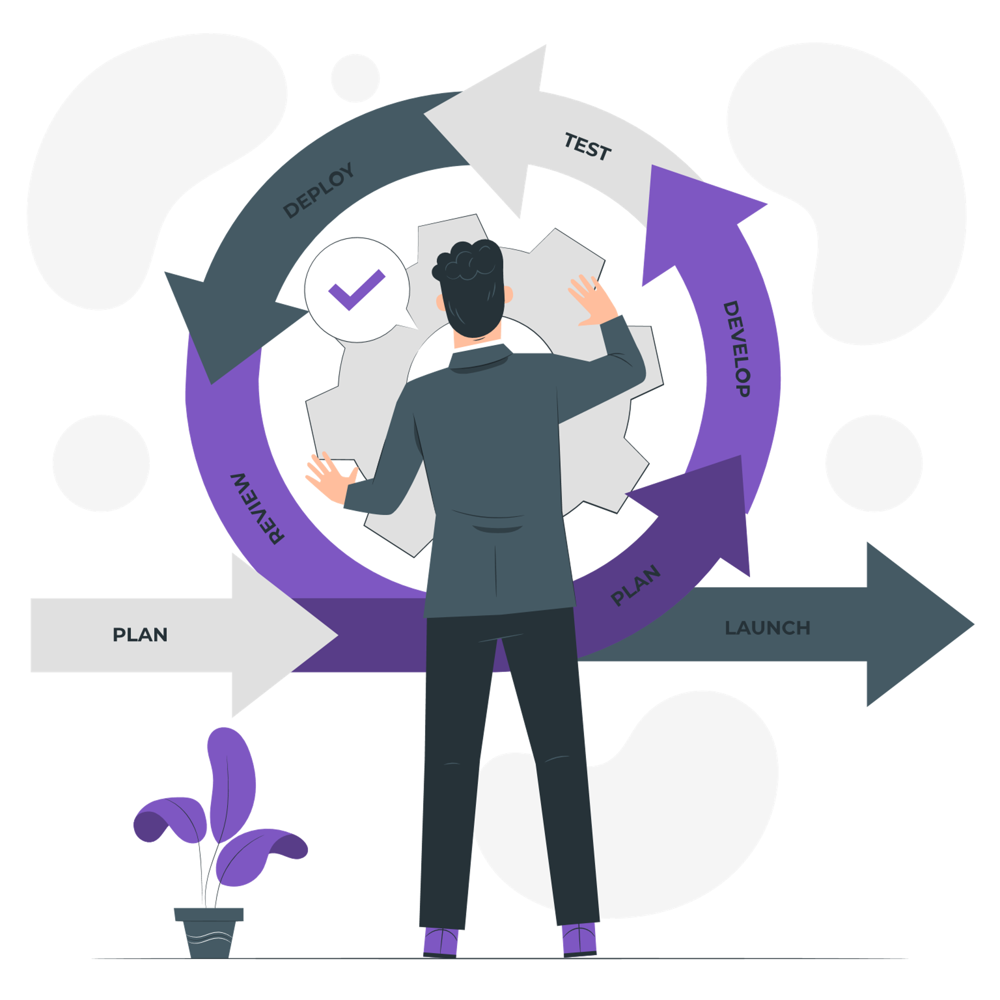 TEST
DEPLOY
DEVELOP
REVIEW
PLAN
PLAN
LAUNCH